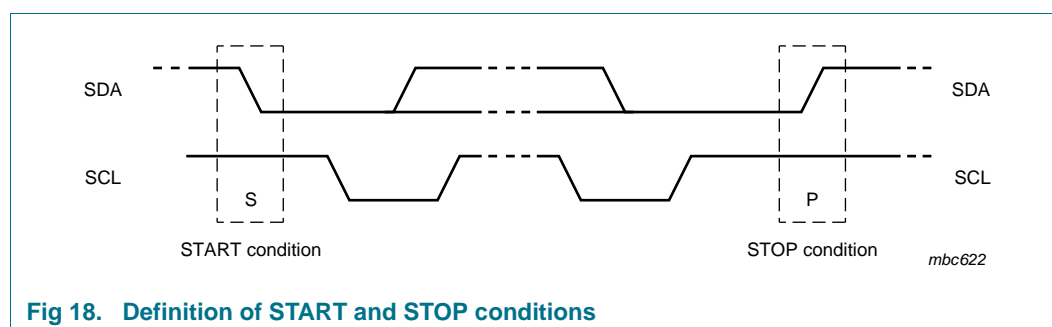 SDA
SDA
SCL
SCL
S
P
START condition
STOP condition
mbc622
Fig 18. Definition of START and STOP conditions